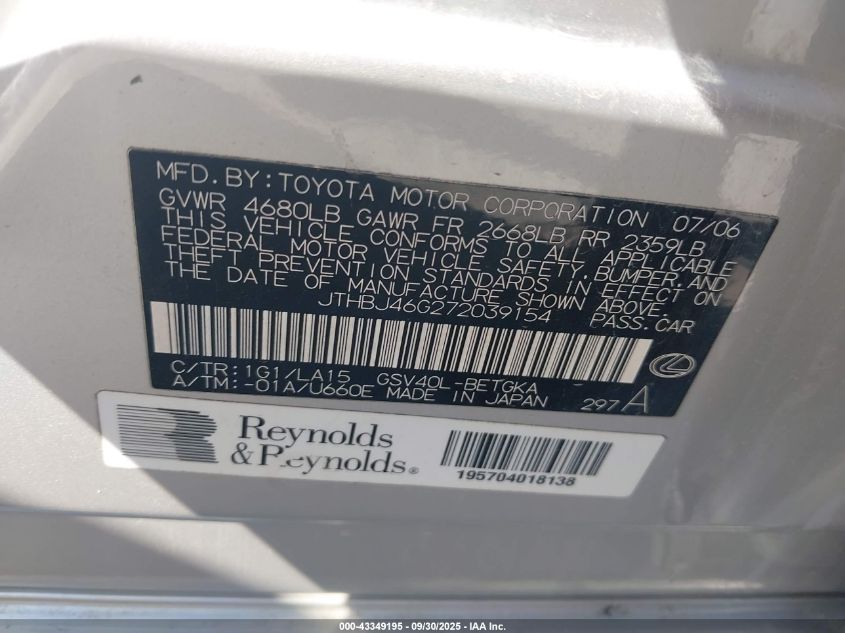 MFD. BY: TOYOTA MOTOR CORPORATION 07/06
GVWR 4680LB GAWR FR 2668LB RR 2359LB
THIS VEHICLE CONFORMS TO ALL APPLICABLE
FEDERAL MOTOR VEHICLE SAFETY, BUMPER, AND
THEFT PREVENTION STANDARDS IN EFFECT ON
THE DATE OF MANUFACTURE SHOWN ABOVE.
JTHBJ46G272039154 PASS. CAR
C/TR: 1G1/LA15 GSV40L-BETGKA
A/TM: -01A/U660E MADE IN JAPAN 297 A
Reynolds
& Reynolds®
195704018138
000-43349195 - 09/30/2025 - IAA Inc.